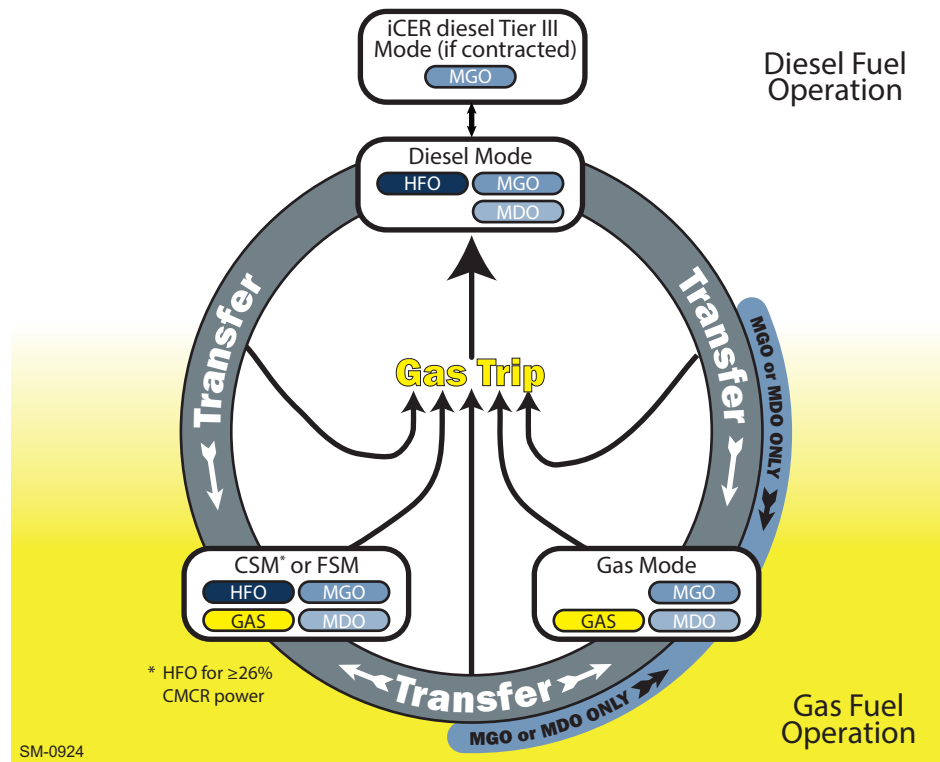 iCER diesel Tier III
Mode (if contracted)
MGO
Diesel Fuel
Operation
Diesel Mode
HFO
MGO
MDO
Transfer
Transfer
MGO or MDO ONLY
Gas Trip
CSM* or FSM
HFO
MGO
GAS
MDO
Gas Mode
MGO
GAS
MDO
* HFO for ≥26%
CMCR power
Transfer
MGO or MDO ONLY
Gas Fuel
Operation
SM-0924